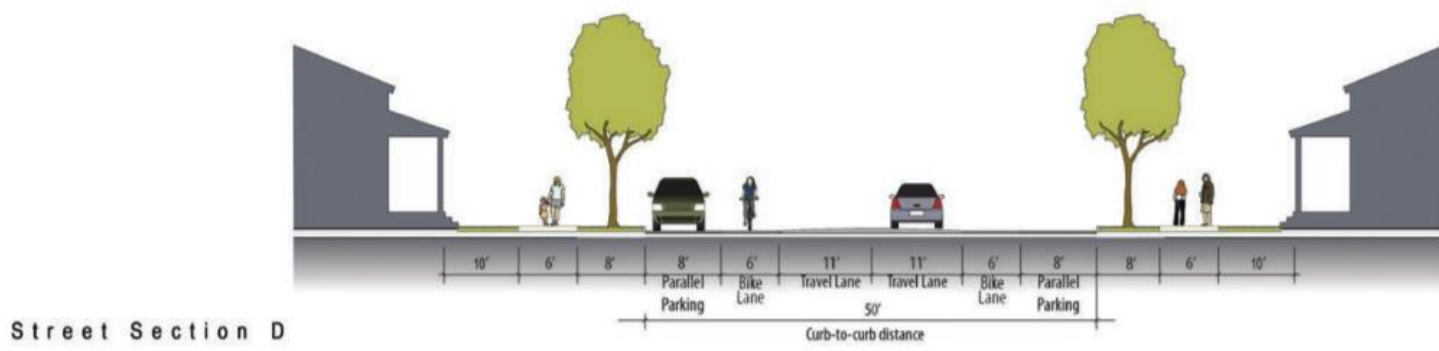 10' 6' 8' 8' 6' 11' 11' 6' 8' 8' 6' 10'
Parallel Parking
Bike Lane
Travel Lane
Travel Lane
Bike Lane
Parallel Parking
50'
Curb-to-curb distance
Street Section D